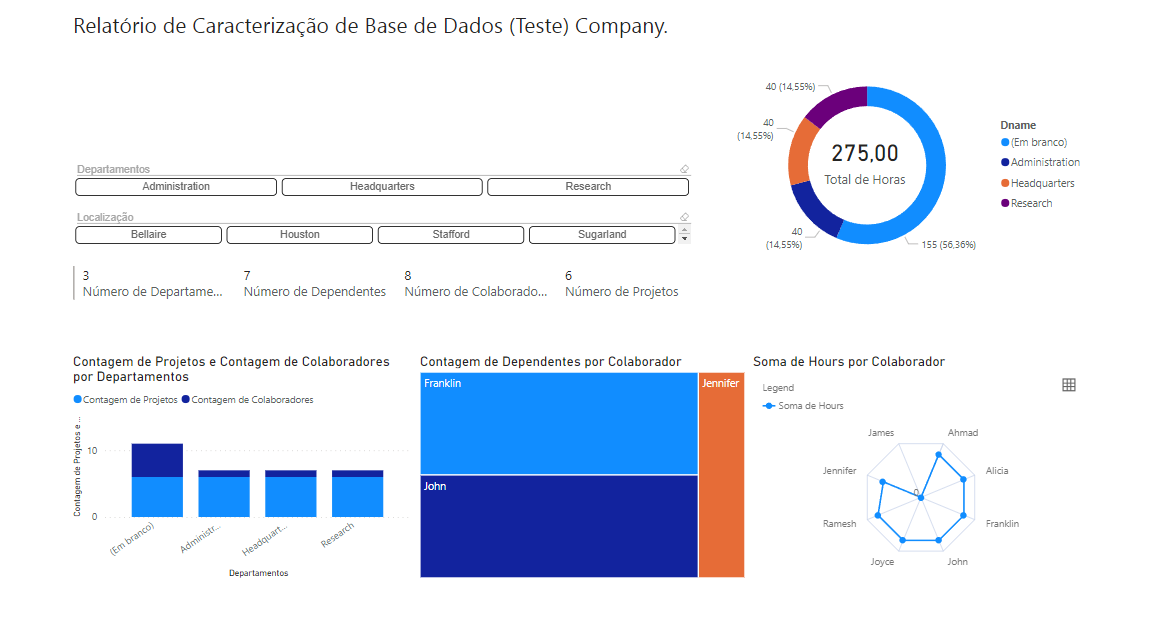 Relatório de Caracterização de Base de Dados (Teste) Company.
Departamentos
Administration
Headquarters
Research
Localização
Bellaire
Houston
Stafford
Sugarland
3
Número de Departame...
7
Número de Dependentes
8
Número de Colaborado...
6
Número de Projetos
40 (14,55%)
40
(14,55%)
40
(14,55%)
155 (56,36%)
275,00
Total de Horas
Dname
(Em branco)
Administration
Headquarters
Research
Contagem de Projetos e Contagem de Colaboradores
por Departamentos
Contagem de Projetos
Contagem de Colaboradores
Contagem de Projetos e ...
10
0
(Em branco)
Administr...
Headquart...
Research
Departamentos
Contagem de Dependentes por Colaborador
Franklin
Jennifer
John
Soma de Hours por Colaborador
Legend
Soma de Hours
James
Ahmad
Jennifer
Alicia
0
Ramesh
Franklin
Joyce
John